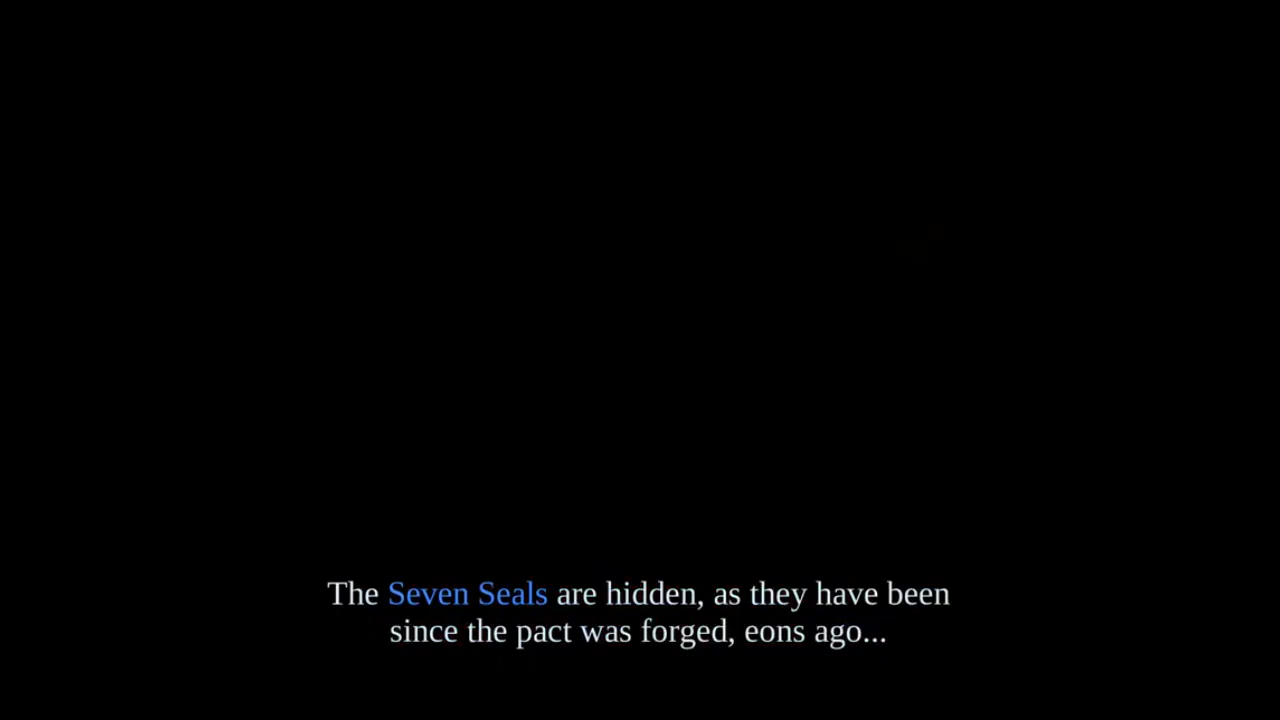 The Seven Seals are hidden, as they have been
since the pact was forged, eons ago...